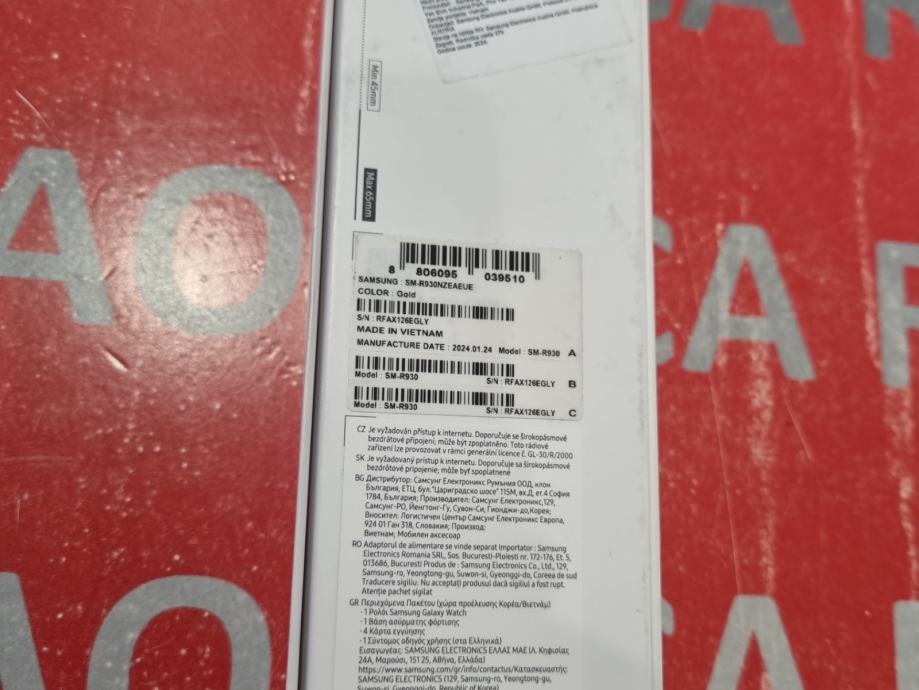 Min 45mm
Max 65mm
8 806095 039510
SAMSUNG : SM-R930NZEAEUE
COLOR : Gold
S/N : RFAX126EGLY
MADE IN VIETNAM
MANUFACTURE DATE : 2024.01.24 Model : SM-R930 A
Model : SM-R930 S/N : RFAX126EGLY B
Model : SM-R930 S/N : RFAX126EGLY C
CZ Je vyžadován přístup k internetu. Doporučuje se širokopásmové
bezdrátové připojení; může být zpoplatněno. Toto rádiové
zařízení lze provozovat v rámci generální licence č. GL-30/R/2000
SK Je vyžadovaný prístup k internetu. Doporučuje sa širokopásmové
bezdrôtové pripojenie; môže byť spoplatnené
BG Дистрибутор: Самсунг Електроникс Румъния ООД, клон
България, ЕТЦ, бул."Цариградско шосе" 115М, вх.Д, ет.4 София
1784, България; Производител: Самсунг Електроникс,129,
Самсунг-РО, Йенгтонг-Гу, Сувон-Си, Гионджи-до,Корея;
Вносител: Логистичен Център Самсунг Електроникс Европа,
924 01 Гань 318, Словакия; Произход:
Виетнам; Мобилен аксесоар
RO Adaptorul de alimentare se vinde separat Importator : Samsung
Electronics Romania SRL, Sos. Bucuresti-Ploiesti nr. 172-176, Et. 5,
013686, Bucuresti Produs de : Samsung Electronics Co., Ltd., 129,
Samsung-ro, Yeongtong-gu, Suwon-si, Gyeonggi-do, Coreea de sud
Traducere sigiliu: Nu acceptați produsul dacă sigiliul a fost rupt.
Atenție pachet sigilat
GR Περιεχόμενα Πακέτου (χώρα προέλευσης Κορέα/Βιετνάμ)
- 1 Ρολόι Samsung Galaxy Watch
- 1 Βάση ασύρματης φόρτισης
- 4 Κάρτα εγγύησης
- 1 Σύντομος οδηγός χρήσης (στα Ελληνικά)
Εισαγωγέας: SAMSUNG ELECTRONICS ΕΛΛΑΣ ΜΑΕ (Λ. Κηφισίας
24Α, Μαρούσι, 151 25, Αθήνα, Ελλάδα)
https://www.samsung.com/gr/info/contactus/Κατασκευαστής:
SAMSUNG ELECTRONICS (129, Samsung-ro, Yeongtong-gu,
Suwon-si, Gyeonggi-do, Republic of Korea)